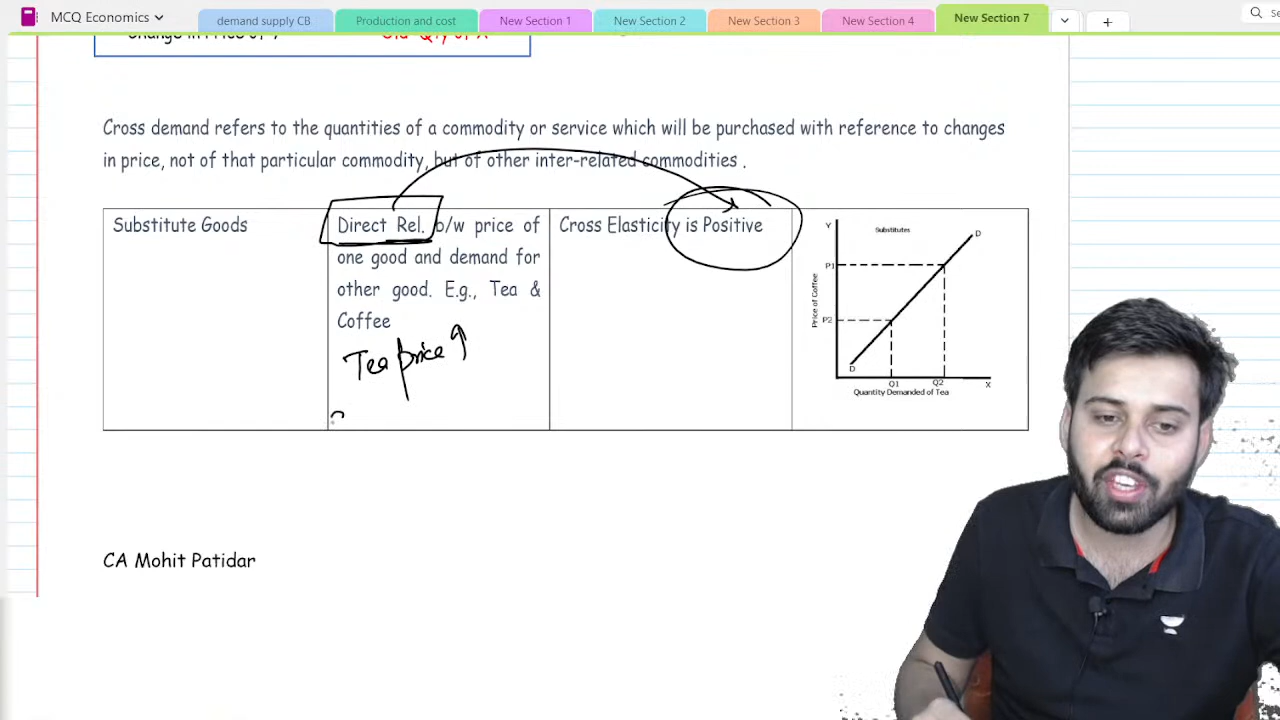 MCQ Economics
demand supply CB
Production and cost
New Section 1
New Section 2
New Section 3
New Section 4
New Section 7
Cross demand refers to the quantities of a commodity or service which will be purchased with reference to changes
in price, not of that particular commodity, but of other inter-related commodities .
Substitute Goods
Direct Rel. b/w price of
one good and demand for
other good. E.g., Tea &
Coffee
Tea price ↑
Cross Elasticity is Positive
Y
Substitutes
D
P1
Price of Coffee
P2
D
Q1
Q2
X
Quantity Demanded of Tea
CA Mohit Patidar